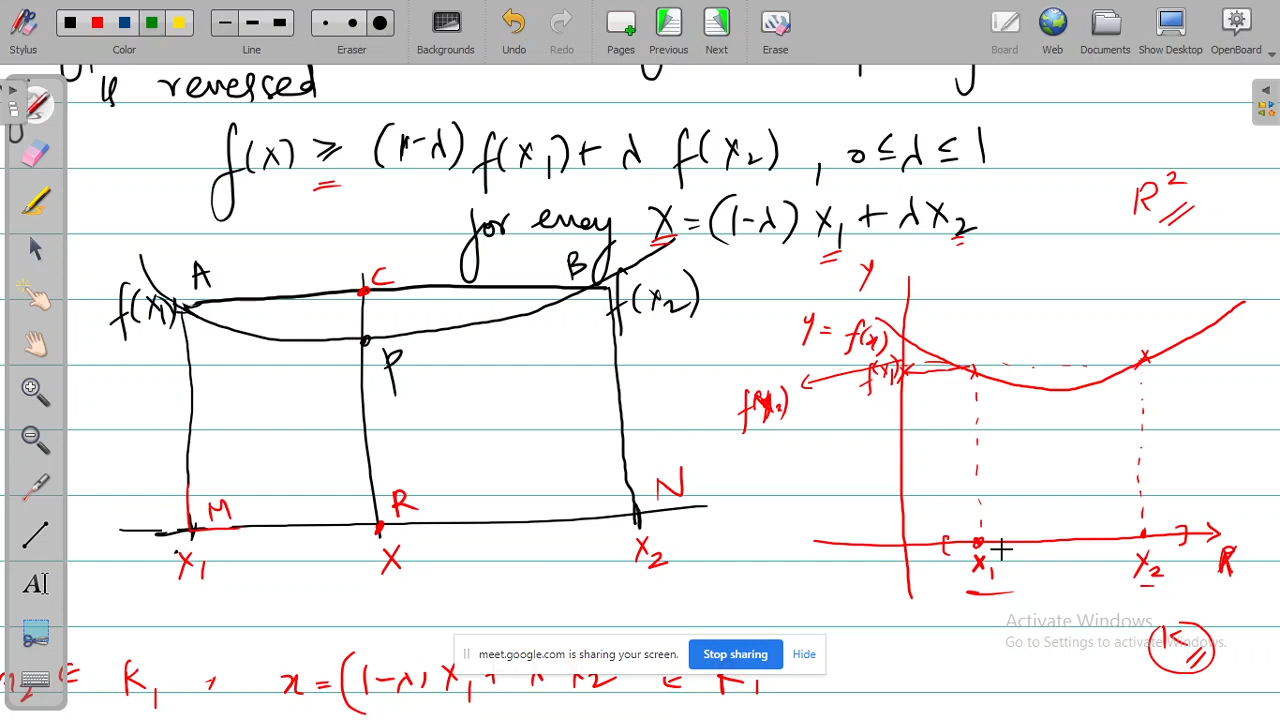 Stylus Color Line Eraser Backgrounds Undo Redo Pages Previous Next Erase Board Web Documents Show Desktop OpenBoard
is reversed
f(x) ≥ (1-λ) f(x₁) + λ f(x₂), 0 ≤ λ ≤ 1
for every X = (1-λ) X₁ + λX₂
R²
A C B
f(x₁) f(x₂)
P
M R N
X₁ X X₂
y
y = f(x)
f(x₁)
f(x₂)
X₁ X₂ R
K
Activate Windows
Go to Settings to activate Windows.
meet.google.com is sharing your screen. Stop sharing Hide
∈ K₁, x = (1-λ) X₁ + λ X₂ ∈ K₁